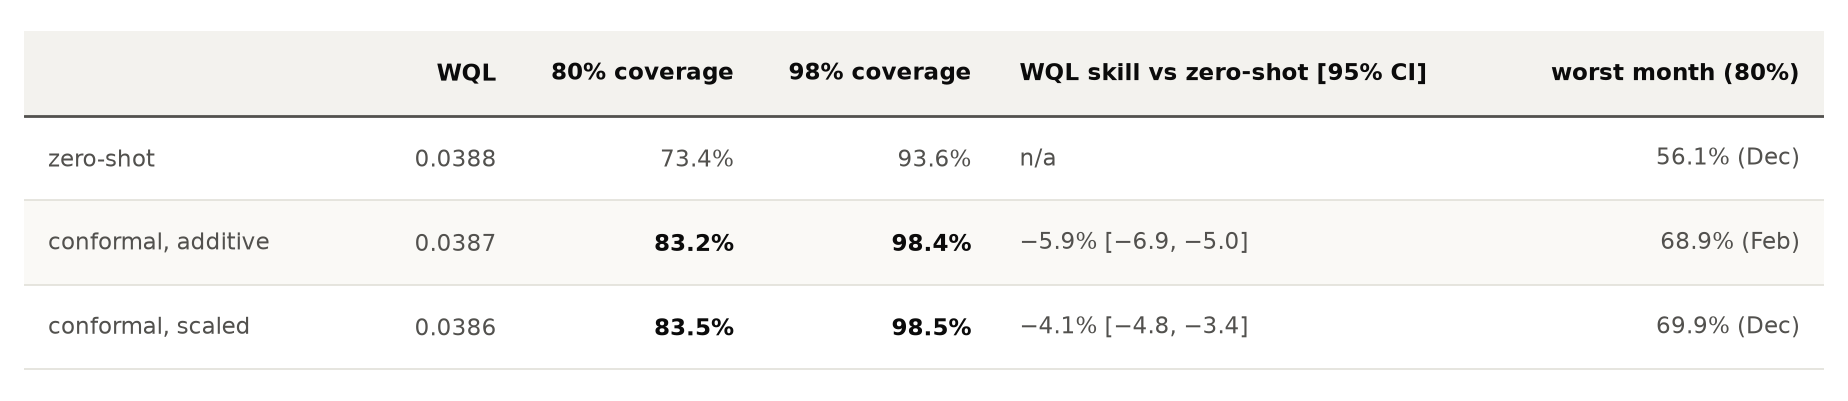 WQL 80% coverage 98% coverage WQL skill vs zero-shot [95% CI] worst month (80%)
zero-shot 0.0388 73.4% 93.6% n/a 56.1% (Dec)
conformal, additive 0.0387 83.2% 98.4% −5.9% [−6.9, −5.0] 68.9% (Feb)
conformal, scaled 0.0386 83.5% 98.5% −4.1% [−4.8, −3.4] 69.9% (Dec)